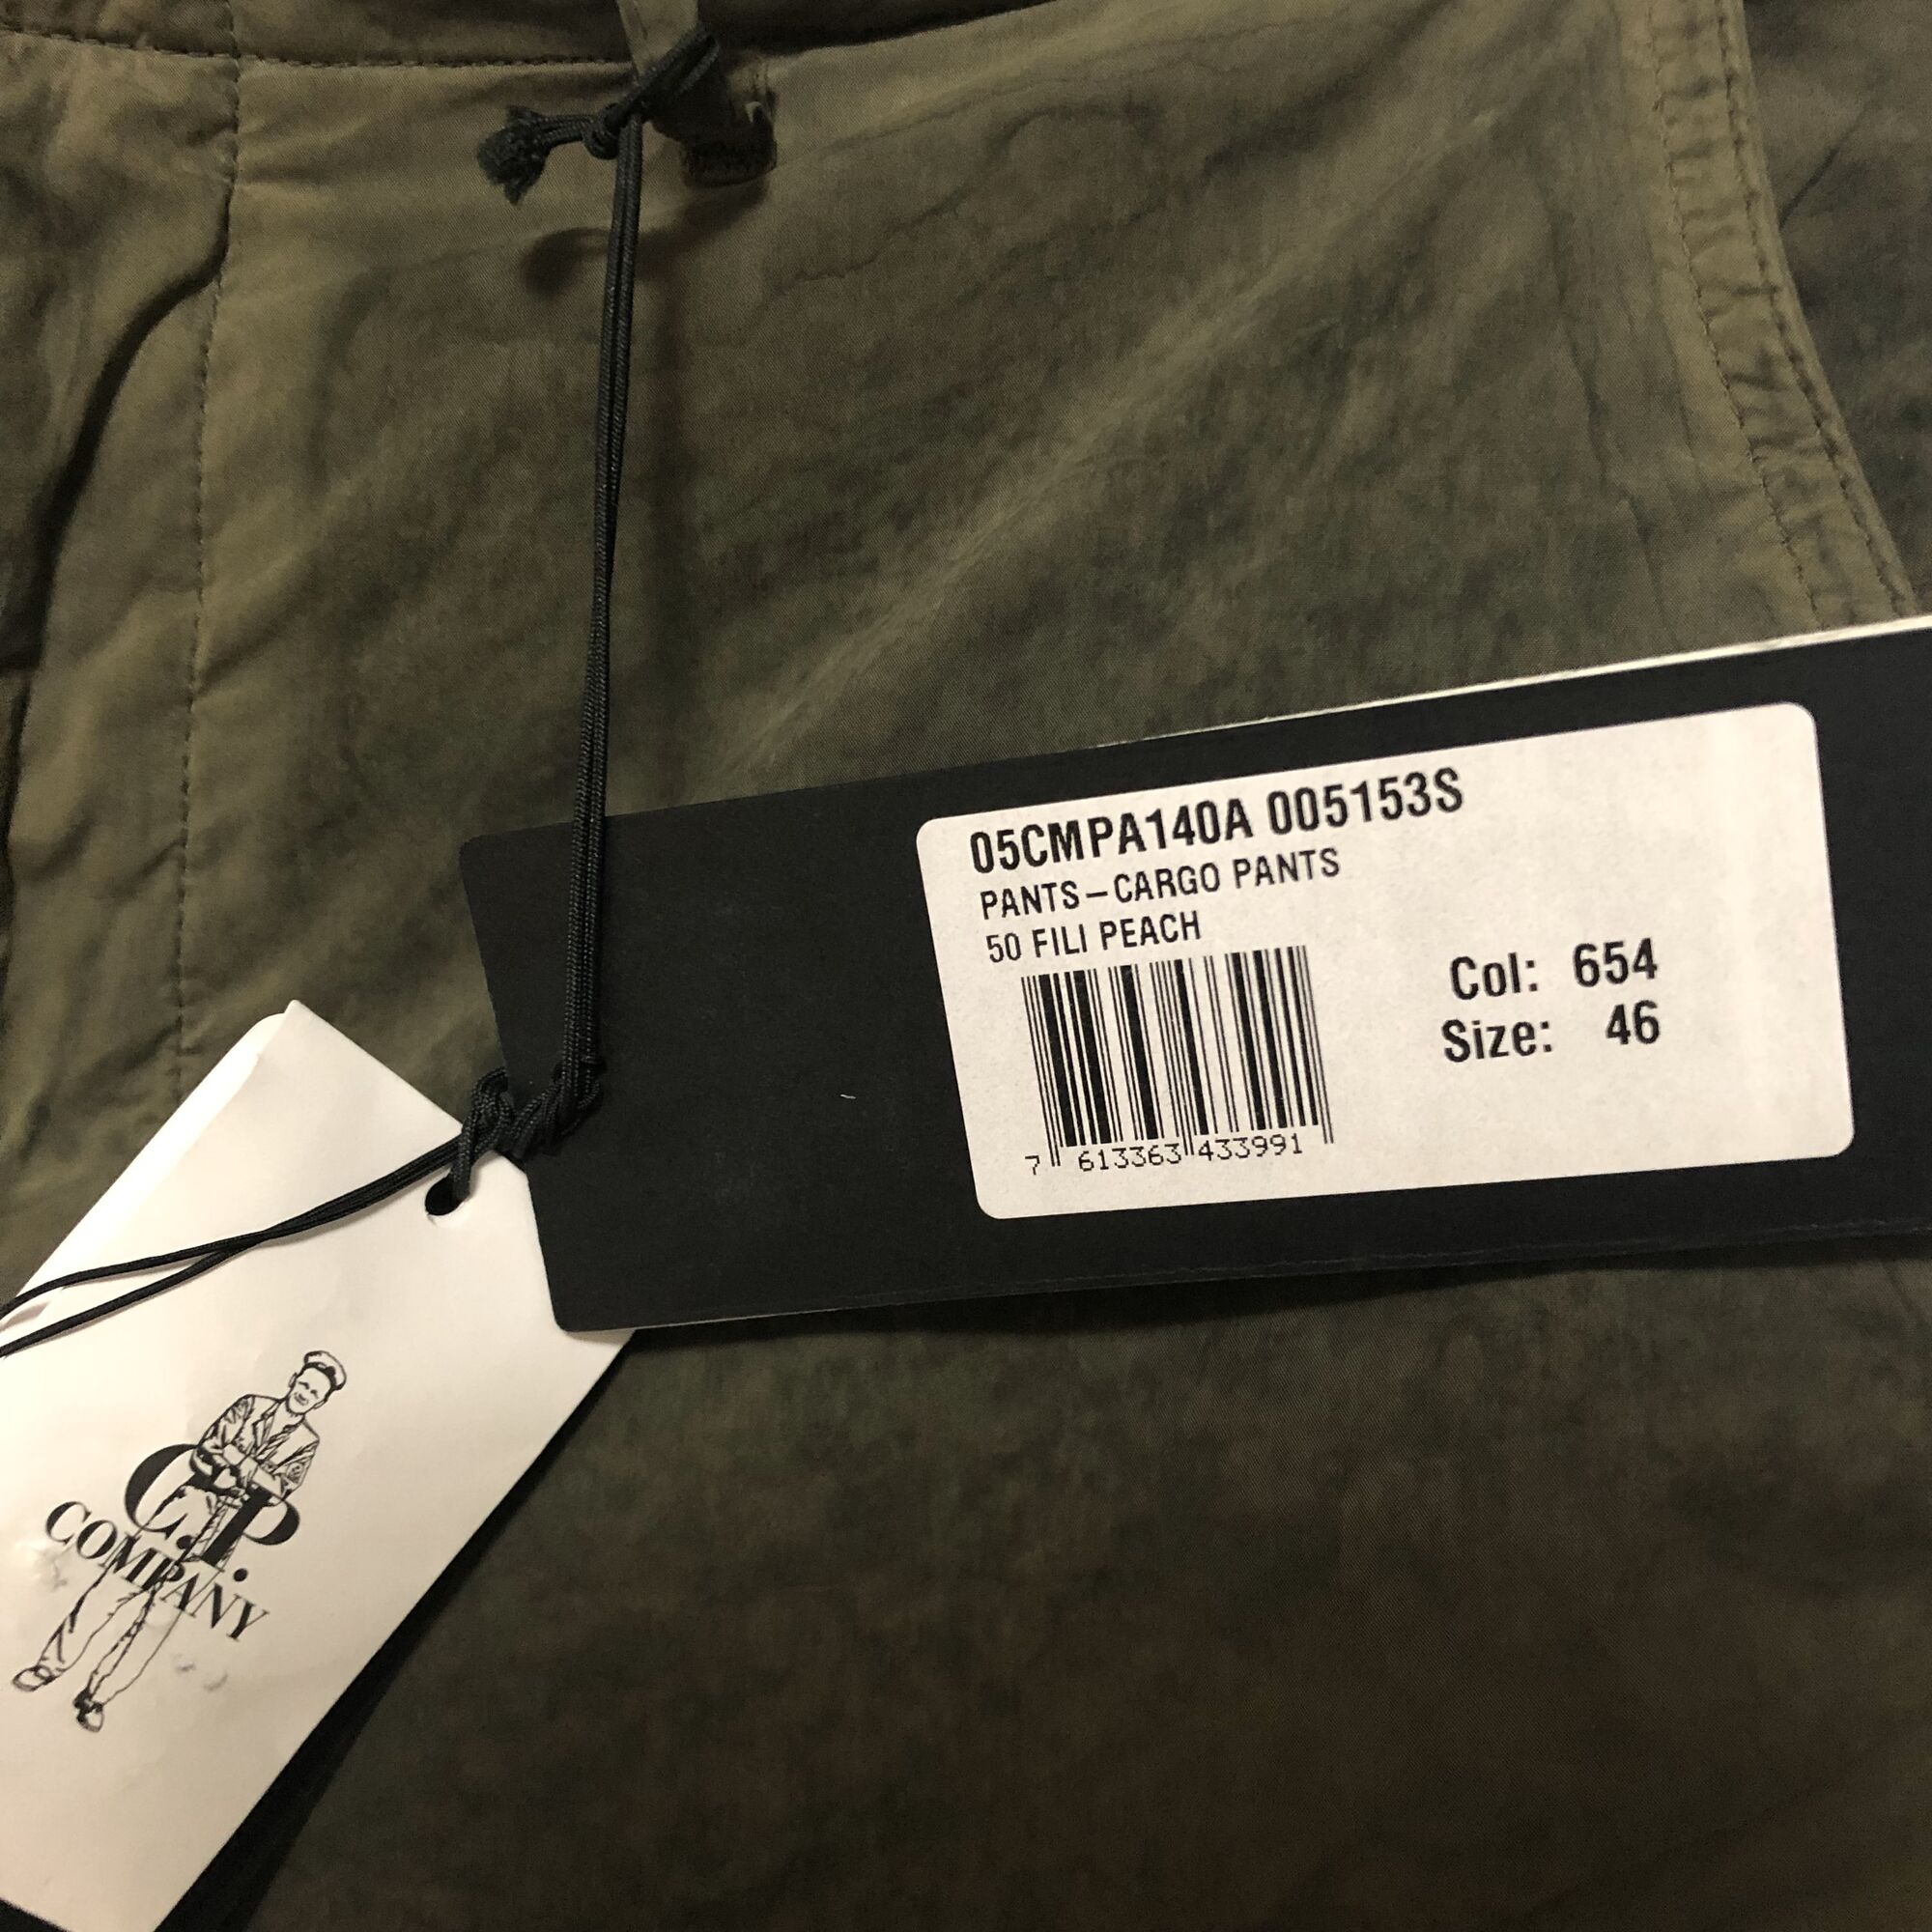 05CMPA140A 005153S
PANTS–CARGO PANTS
50 FILI PEACH
Col: 654
Size: 46
7 613363 433991
C.P.
COMPANY